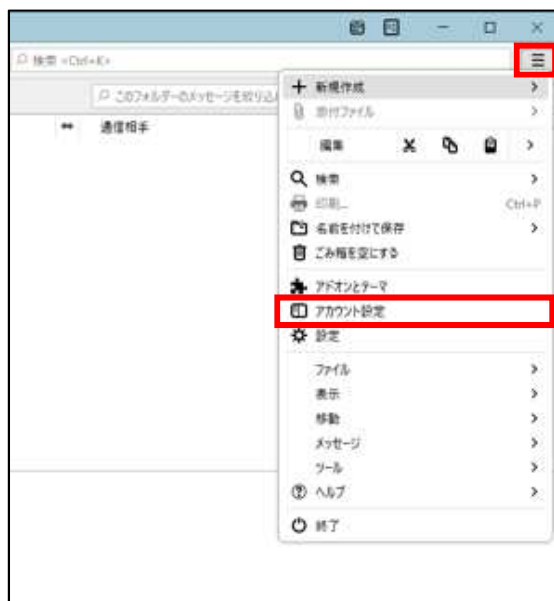 検索 <Ctrl+K>
このフォルダーのメッセージを絞り込
通信相手
新規作成
添付ファイル
編集
検索
印刷... Ctrl+P
名前を付けて保存
ごみ箱を空にする
アドオンとテーマ
アカウント設定
設定
ファイル
表示
移動
メッセージ
ツール
ヘルプ
終了